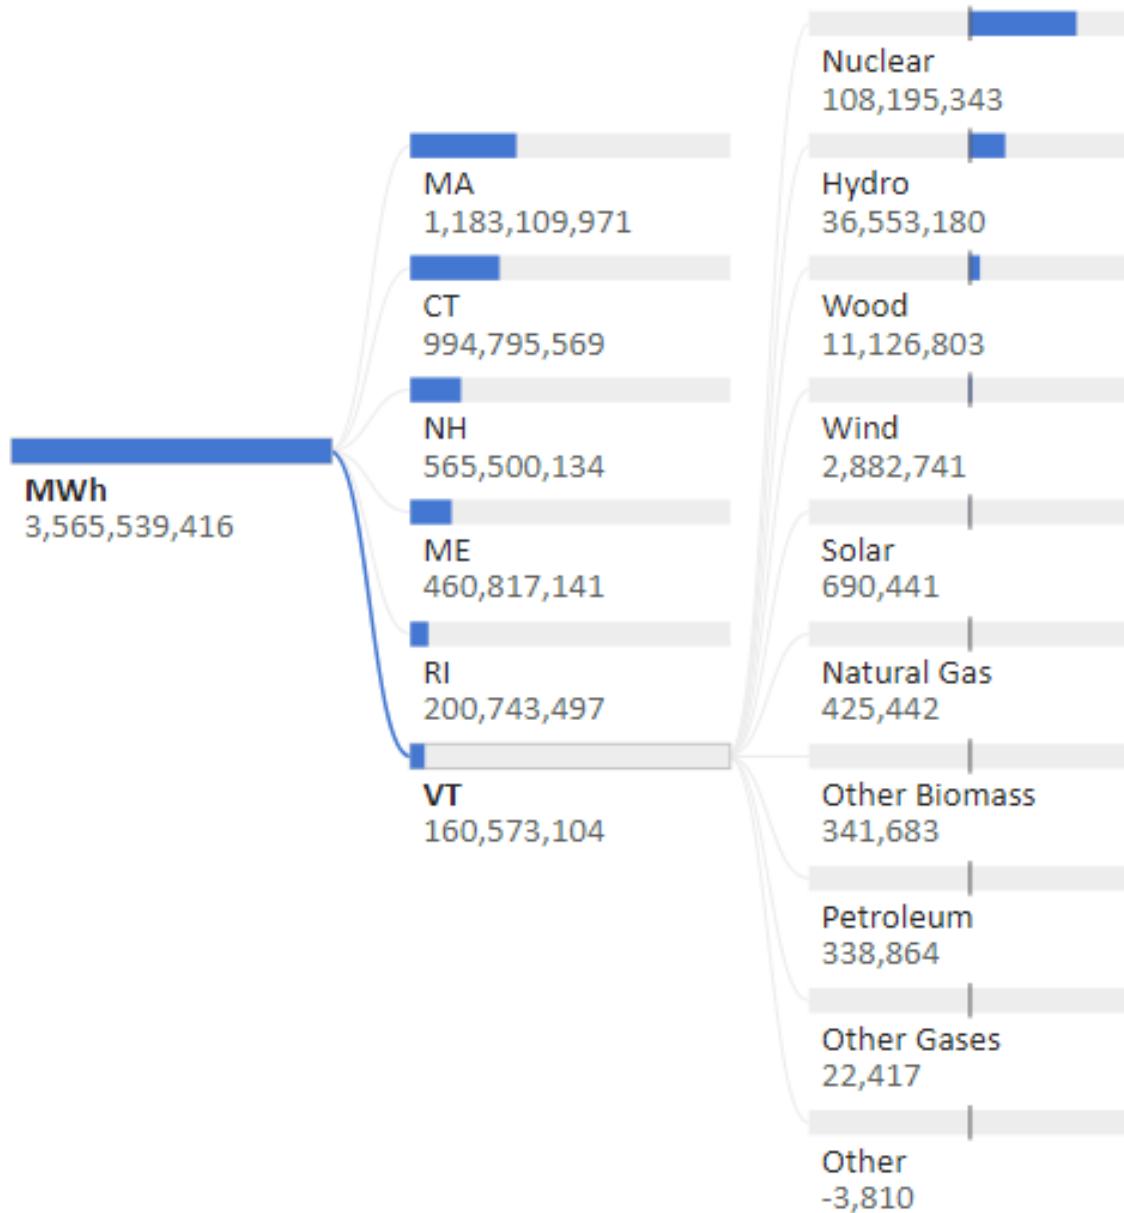 MWh
3,565,539,416
MA
1,183,109,971
CT
994,795,569
NH
565,500,134
ME
460,817,141
RI
200,743,497
VT
160,573,104
Nuclear
108,195,343
Hydro
36,553,180
Wood
11,126,803
Wind
2,882,741
Solar
690,441
Natural Gas
425,442
Other Biomass
341,683
Petroleum
338,864
Other Gases
22,417
Other
-3,810